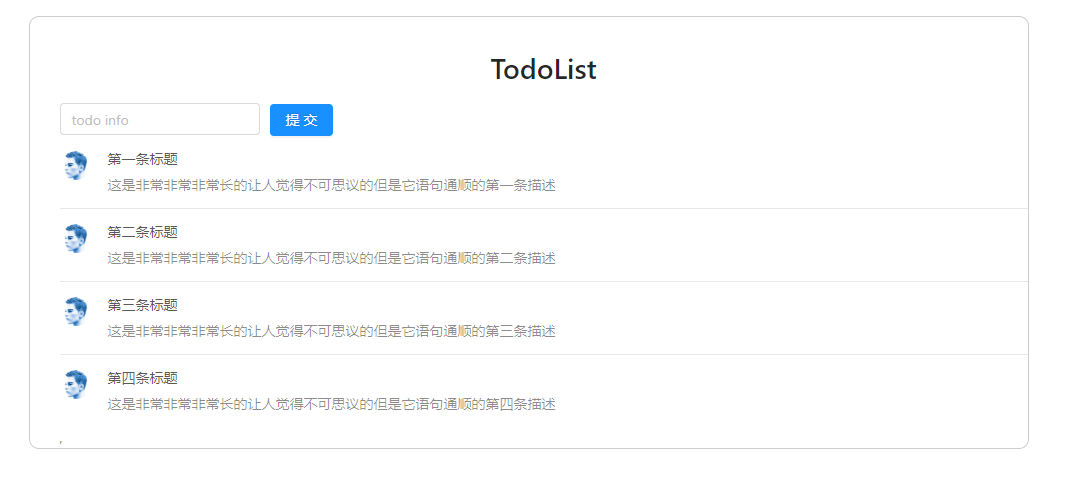 TodoList
todo info
提 交
第一条标题
这是非常非常非常长的让人觉得不可思议的但是它语句通顺的第一条描述
第二条标题
这是非常非常非常长的让人觉得不可思议的但是它语句通顺的第二条描述
第三条标题
这是非常非常非常长的让人觉得不可思议的但是它语句通顺的第三条描述
第四条标题
这是非常非常非常长的让人觉得不可思议的但是它语句通顺的第四条描述
,